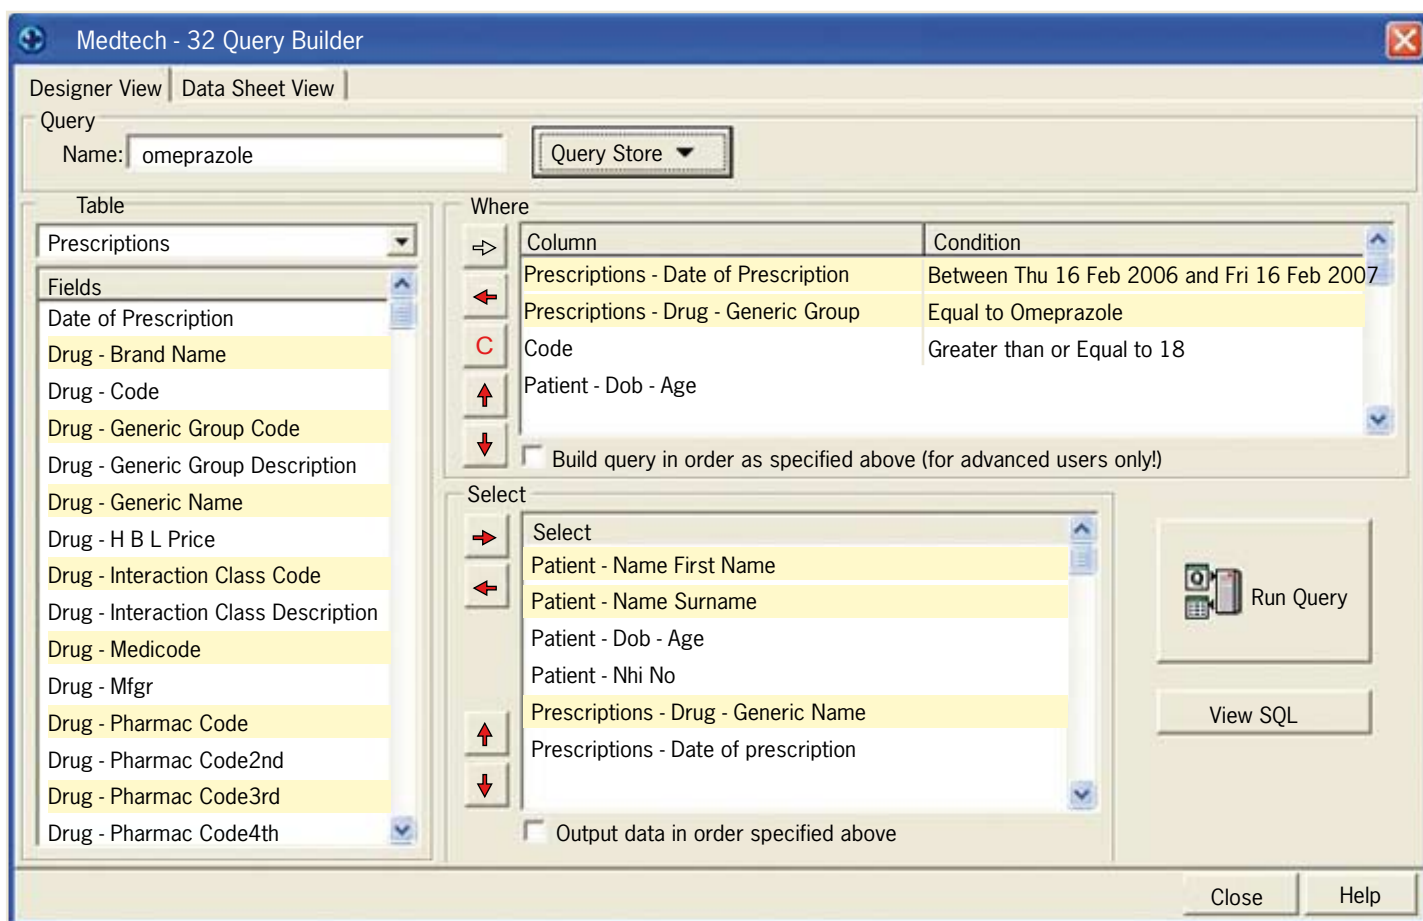 Medtech - 32 Query Builder
Designer View Data Sheet View
Query
Name: omeprazole Query Store
Table
Prescriptions
Fields
Date of Prescription
Drug - Brand Name
Drug - Code
Drug - Generic Group Code
Drug - Generic Group Description
Drug - Generic Name
Drug - H B L Price
Drug - Interaction Class Code
Drug - Interaction Class Description
Drug - Medicode
Drug - Mfgr
Drug - Pharmac Code
Drug - Pharmac Code2nd
Drug - Pharmac Code3rd
Drug - Pharmac Code4th
Where
Column Condition
Prescriptions - Date of Prescription Between Thu 16 Feb 2006 and Fri 16 Feb 2007
Prescriptions - Drug - Generic Group Equal to Omeprazole
Code Greater than or Equal to 18
Patient - Dob - Age
C
Build query in order as specified above (for advanced users only!)
Select
Select
Patient - Name First Name
Patient - Name Surname
Patient - Dob - Age
Patient - Nhi No
Prescriptions - Drug - Generic Name
Prescriptions - Date of prescription
Output data in order specified above
Q
Run Query
View SQL
Close Help